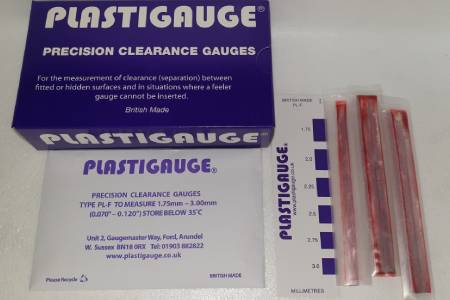 PLASTIGAUGE®
PRECISION CLEARANCE GAUGES
For the measurement of clearance (separation) between
fitted or hidden surfaces and in situations where a feeler
gauge cannot be inserted.
British Made
PLASTIGAUGE®
PLASTIGAUGE®
PRECISION CLEARANCE GAUGES
TYPE PL-F TO MEASURE 1.75mm – 3.00mm
(0.070" – 0.120") STORE BELOW 35°C
Unit 2, Gaugemaster Way, Ford, Arundel
W. Sussex BN18 0RX Tel: 01903 882822
www.plastigauge.co.uk
Please Recycle
BRITISH MADE
BRITISH MADE
PL-F
PLASTIGAUGE®
www.plastigauge.co.uk
1.75
2.0
2.25
2.5
2.75
3.0
MILLIMETRES